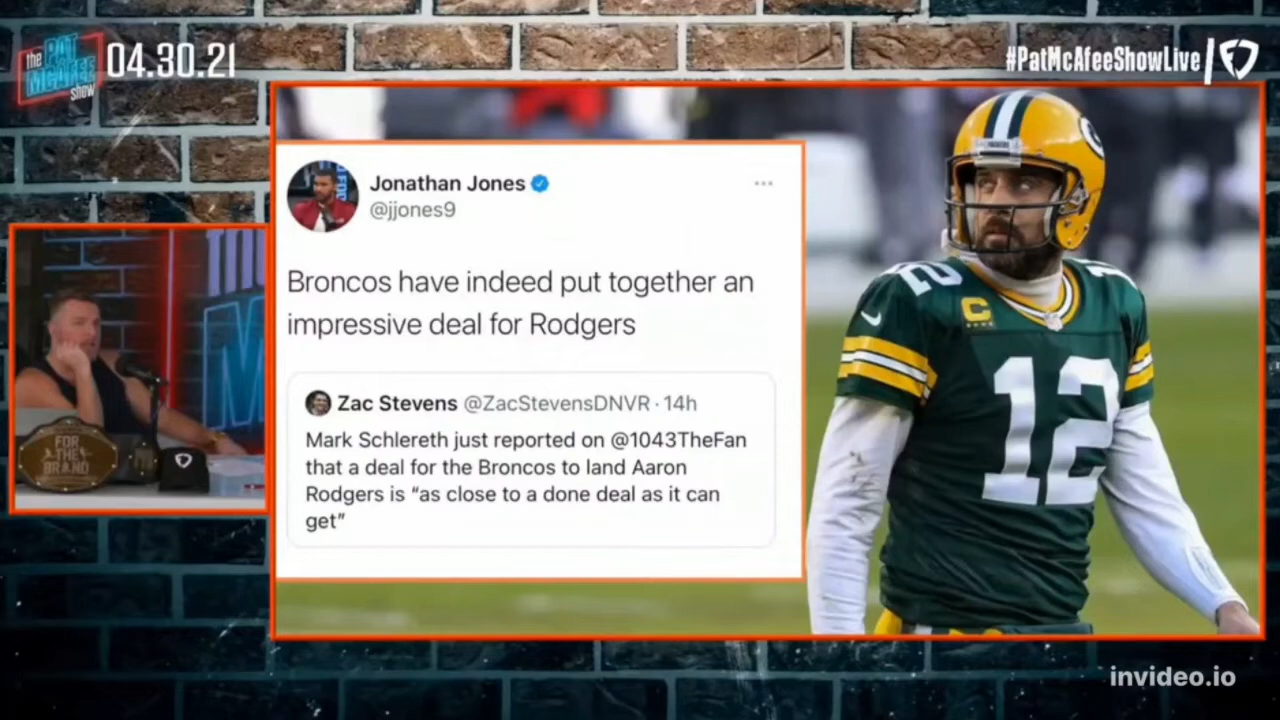 the
PAT
MCAFEE
show
04.30.21
#PatMcAfeeShowLive
Jonathan Jones
@jjones9
Broncos have indeed put together an
impressive deal for Rodgers
Zac Stevens @ZacStevensDNVR · 14h
Mark Schlereth just reported on @1043TheFan
that a deal for the Broncos to land Aaron
Rodgers is “as close to a done deal as it can
get”
FOR
THE
BRAND
PACKERS
G
12
C
12
invideo.io